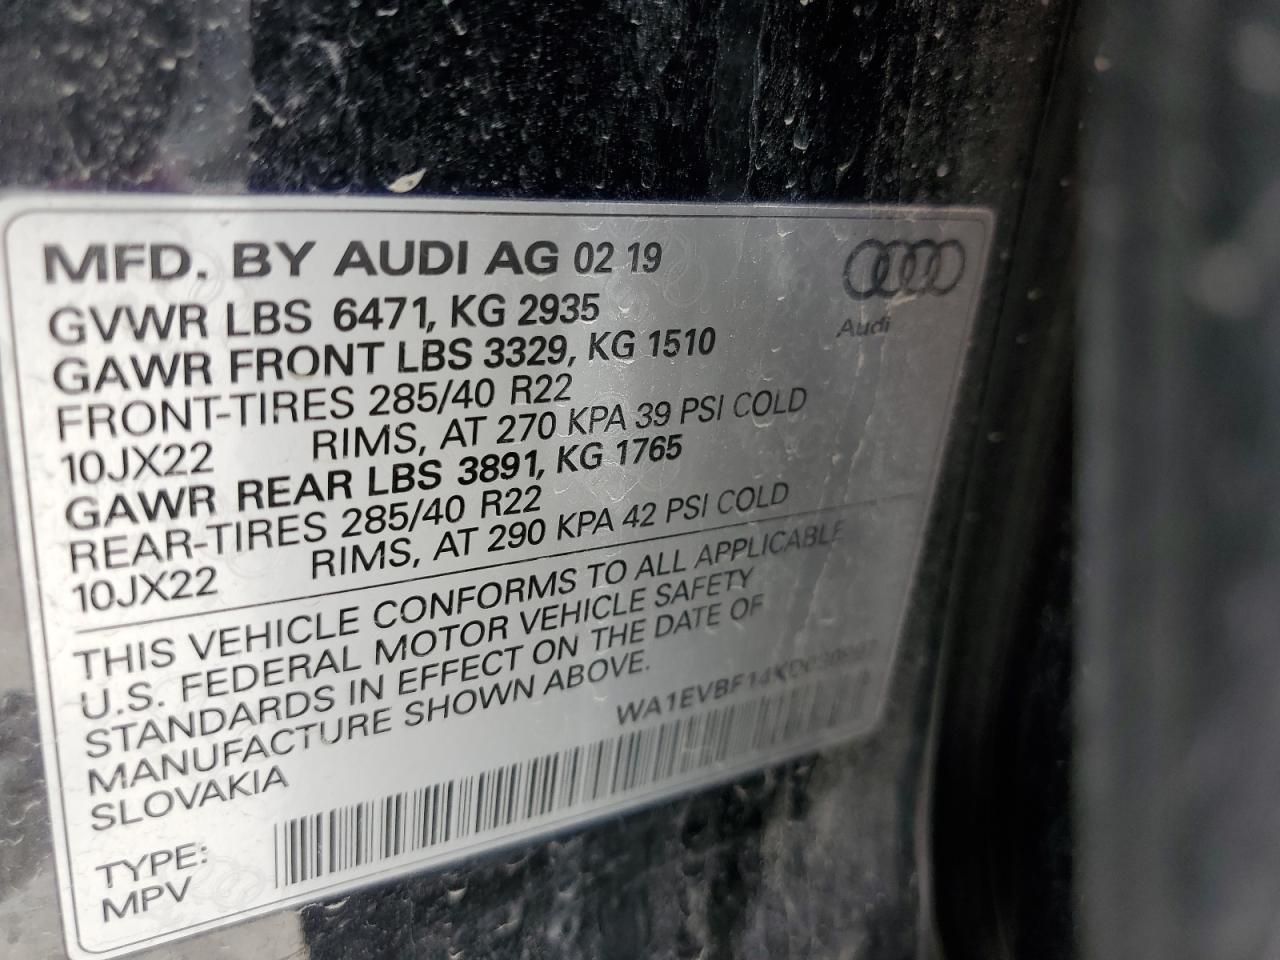 MFD. BY AUDI AG 02 19
GVWR LBS 6471, KG 2935
GAWR FRONT LBS 3329, KG 1510
FRONT-TIRES 285/40 R22
10JX22 RIMS, AT 270 KPA 39 PSI COLD
GAWR REAR LBS 3891, KG 1765
REAR-TIRES 285/40 R22
10JX22 RIMS, AT 290 KPA 42 PSI COLD
THIS VEHICLE CONFORMS TO ALL APPLICABLE
U.S. FEDERAL MOTOR VEHICLE SAFETY
STANDARDS IN EFFECT ON THE DATE OF
MANUFACTURE SHOWN ABOVE.
SLOVAKIA
TYPE:
MPV
Audi